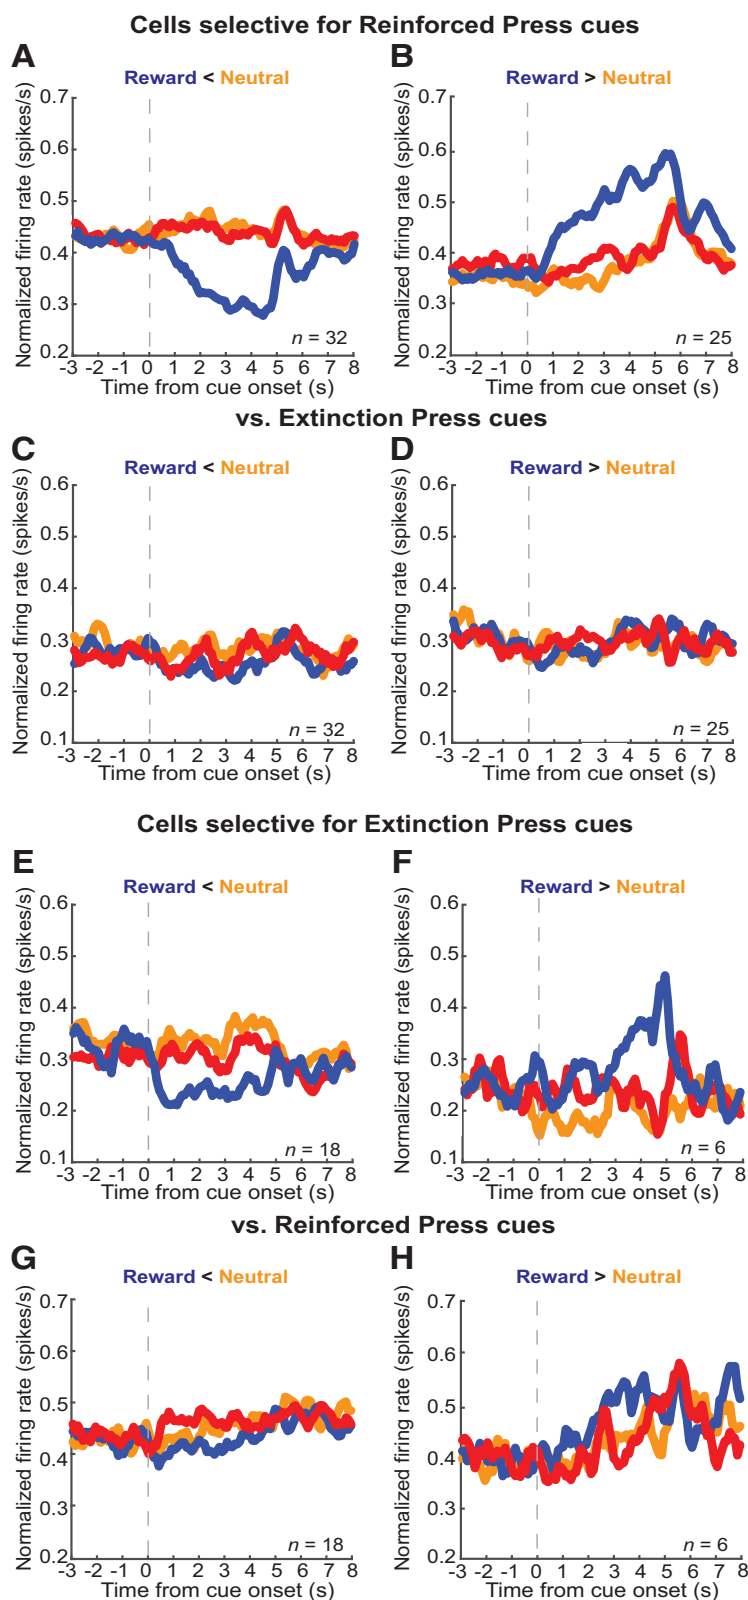 Cells selective for Reinforced Press cues
A
B
Reward < Neutral
Reward > Neutral
Normalized firing rate (spikes/s)
0.7
0.6
0.5
0.4
0.3
0.2
-3 -2 -1 0 1 2 3 4 5 6 7 8
Time from cue onset (s)
n = 32
Normalized firing rate (spikes/s)
0.7
0.6
0.5
0.4
0.3
0.2
-3 -2 -1 0 1 2 3 4 5 6 7 8
Time from cue onset (s)
n = 25
vs. Extinction Press cues
C
D
Reward < Neutral
Reward > Neutral
Normalized firing rate (spikes/s)
0.6
0.5
0.4
0.3
0.2
0.1
-3 -2 -1 0 1 2 3 4 5 6 7 8
Time from cue onset (s)
n = 32
Normalized firing rate (spikes/s)
0.6
0.5
0.4
0.3
0.2
0.1
-3 -2 -1 0 1 2 3 4 5 6 7 8
Time from cue onset (s)
n = 25
Cells selective for Extinction Press cues
E
F
Reward < Neutral
Reward > Neutral
Normalized firing rate (spikes/s)
0.6
0.5
0.4
0.3
0.2
0.1
-3 -2 -1 0 1 2 3 4 5 6 7 8
Time from cue onset (s)
n = 18
Normalized firing rate (spikes/s)
0.6
0.5
0.4
0.3
0.2
0.1
-3 -2 -1 0 1 2 3 4 5 6 7 8
Time from cue onset (s)
n = 6
vs. Reinforced Press cues
G
H
Reward < Neutral
Reward > Neutral
Normalized firing rate (spikes/s)
0.7
0.6
0.5
0.4
0.3
0.2
-3 -2 -1 0 1 2 3 4 5 6 7 8
Time from cue onset (s)
n = 18
Normalized firing rate (spikes/s)
0.7
0.6
0.5
0.4
0.3
0.2
-3 -2 -1 0 1 2 3 4 5 6 7 8
Time from cue onset (s)
n = 6